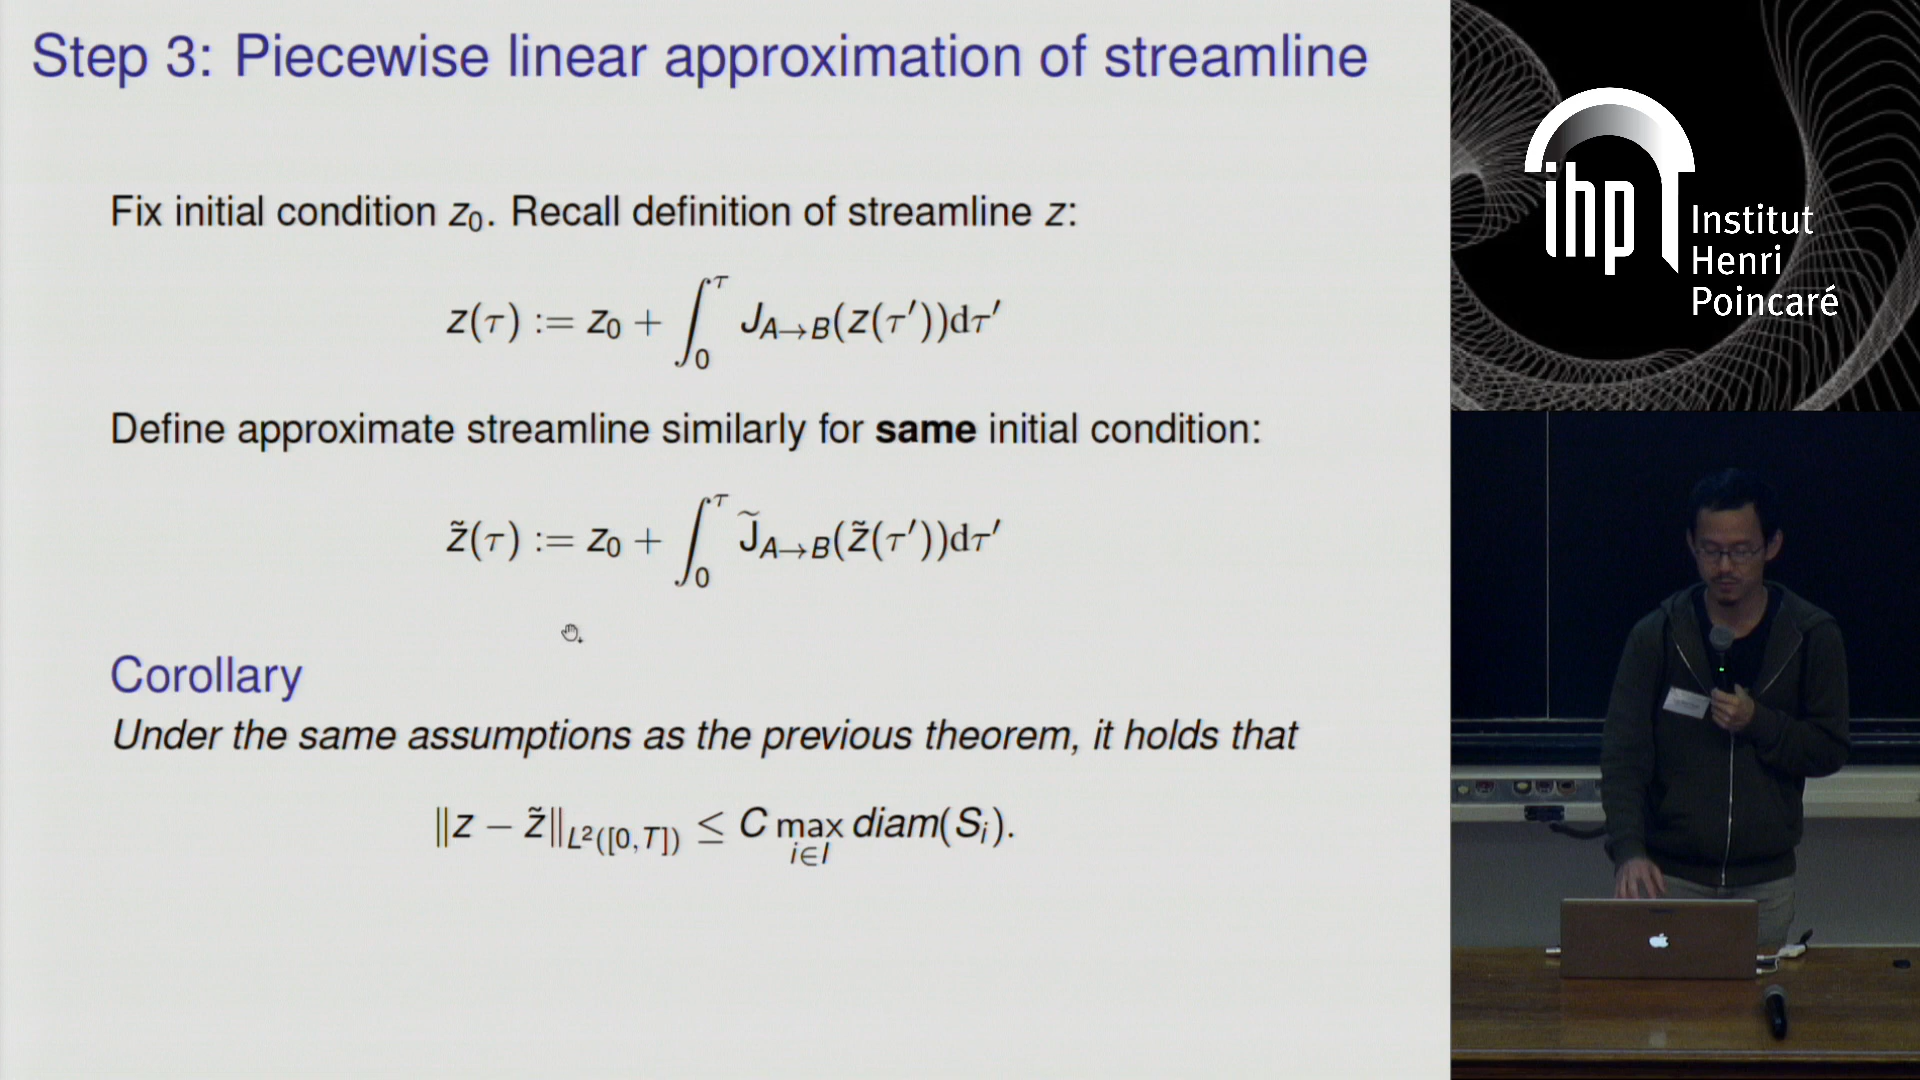 Step 3: Piecewise linear approximation of streamline
Fix initial condition z₀. Recall definition of streamline z:
z(τ) := z₀ + ∫₀^τ J_{A→B}(z(τ′))dτ′
Define approximate streamline similarly for same initial condition:
z̃(τ) := z₀ + ∫₀^τ J̃_{A→B}(z̃(τ′))dτ′
Corollary
Under the same assumptions as the previous theorem, it holds that
‖z − z̃‖_{L²([0,T])} ≤ C max_{i∈I} diam(S_i).
ihp
Institut
Henri
Poincaré